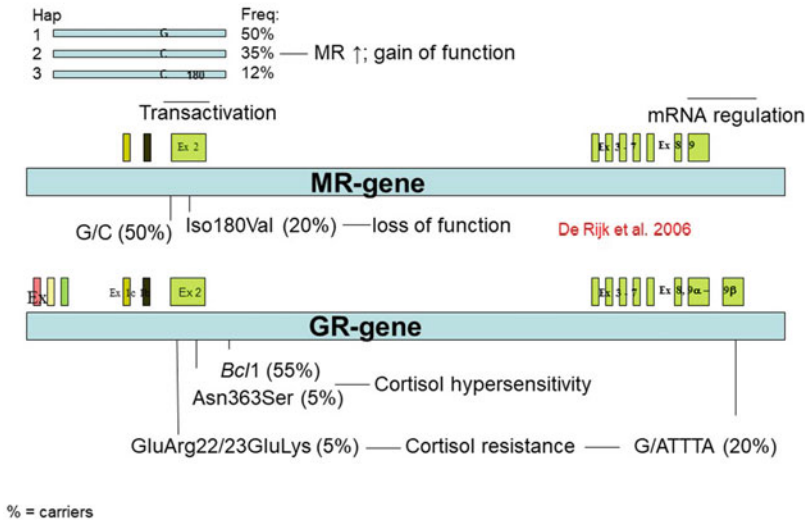 Hap Freq:
1 G 50%
2 C 35% MR ↑; gain of function
3 C 180 12%
Transactivation mRNA regulation
Ex 2 Ex 3 - 7 Ex 8 9
MR-gene
G/C (50%) Iso180Val (20%) loss of function De Rijk et al. 2006
Ex Ex 1c Ex 2 Ex 3 - 7 Ex 8, 9α – 9β
GR-gene
Bcl1 (55%)
Asn363Ser (5%) Cortisol hypersensitivity
GluArg22/23GluLys (5%) Cortisol resistance G/ATTTA (20%)
% = carriers